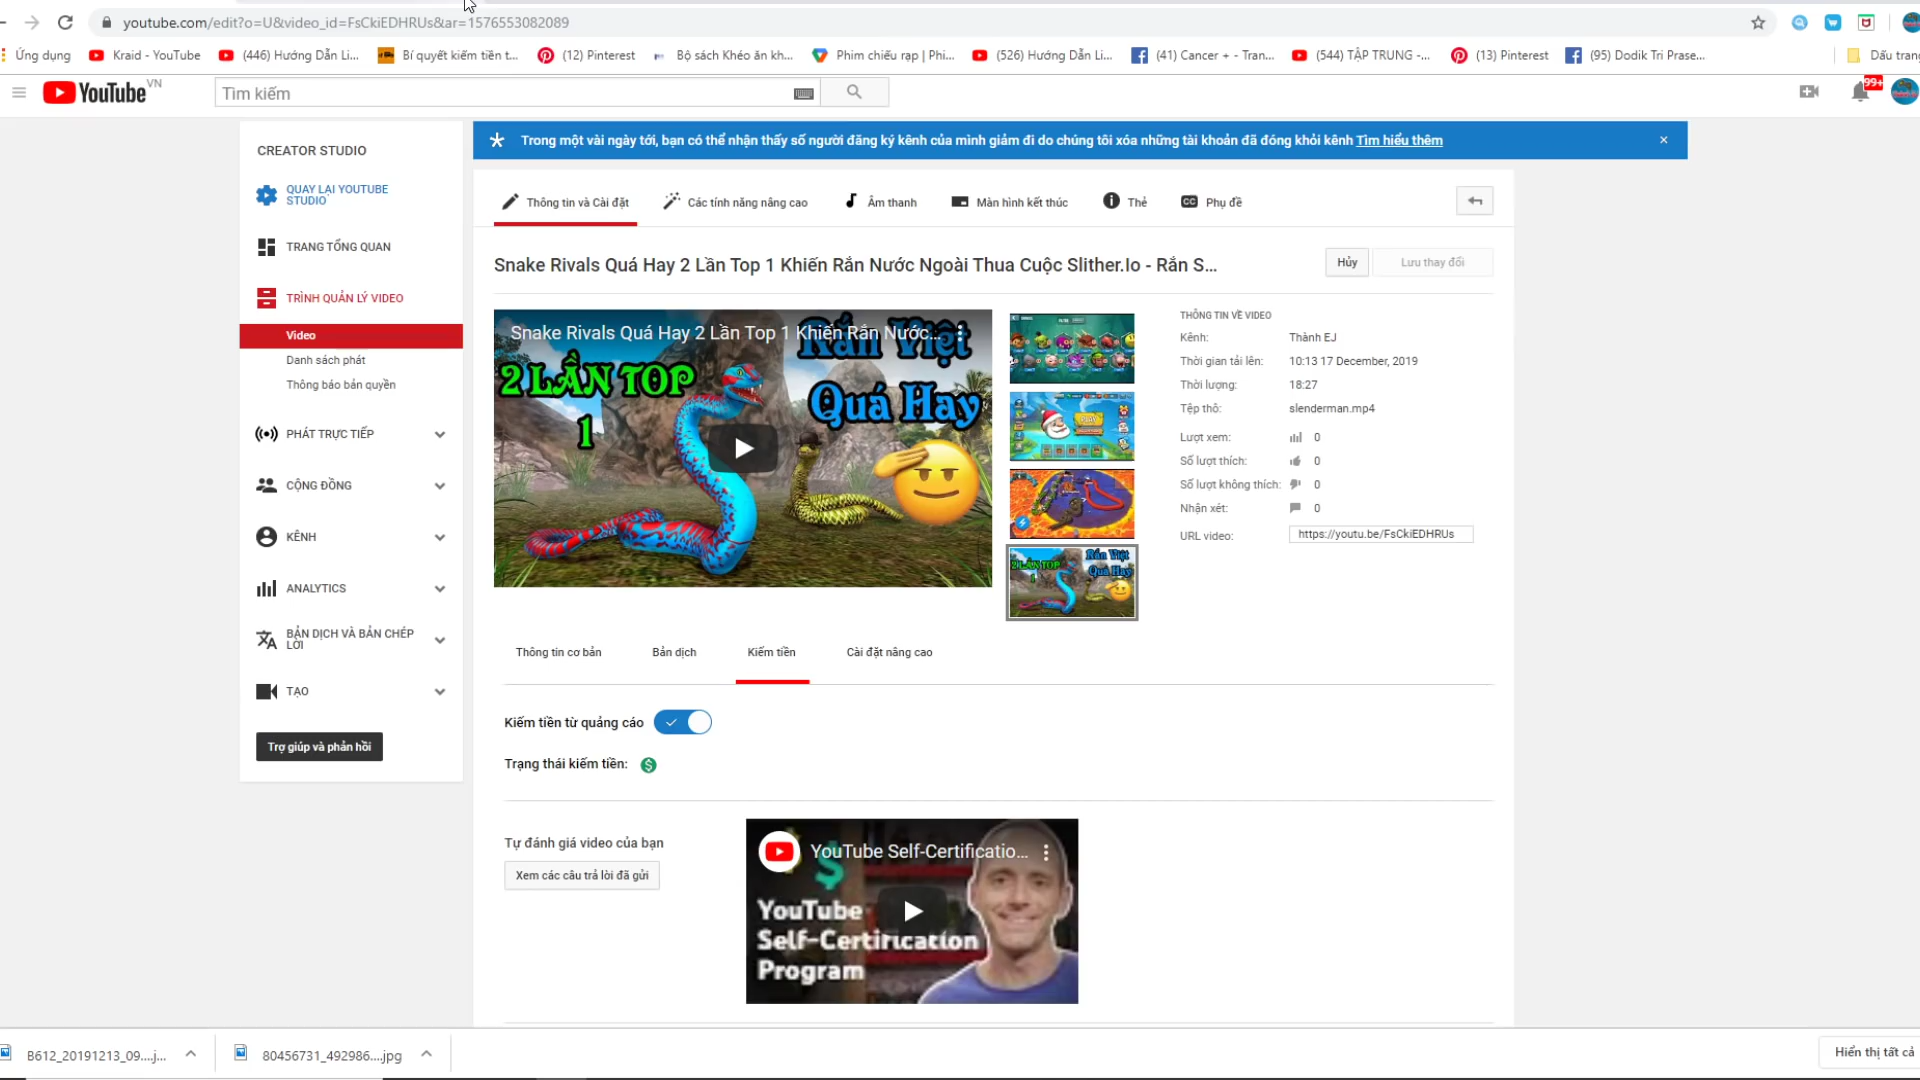 youtube.com/edit?o=U&video_id=FsCkiEDHRUs&ar=1576553082089
Ứng dụng
Kraid - YouTube
(446) Hướng Dẫn Li...
Bí quyết kiếm tiền t...
(12) Pinterest
Bộ sách Khéo ăn kh...
Phim chiếu rạp | Phi...
(526) Hướng Dẫn Li...
(41) Cancer + - Tran...
(544) TẬP TRUNG -...
(13) Pinterest
(95) Dodik Tri Prase...
Dấu trang
YouTube VN
Tìm kiếm
99+
CREATOR STUDIO
QUAY LẠI YOUTUBE
STUDIO
TRANG TỔNG QUAN
TRÌNH QUẢN LÝ VIDEO
Video
Danh sách phát
Thông báo bản quyền
PHÁT TRỰC TIẾP
CỘNG ĐỒNG
KÊNH
ANALYTICS
BẢN DỊCH VÀ BẢN CHÉP
LỜI
TẠO
Trợ giúp và phản hồi
Trong một vài ngày tới, bạn có thể nhận thấy số người đăng ký kênh của mình giảm đi do chúng tôi xóa những tài khoản đã đóng khỏi kênh Tìm hiểu thêm
Thông tin và Cài đặt
Các tính năng nâng cao
Âm thanh
Màn hình kết thúc
Thẻ
CC Phụ đề
Snake Rivals Quá Hay 2 Lần Top 1 Khiến Rắn Nước Ngoài Thua Cuộc Slither.Io - Rắn S...
Hủy
Lưu thay đổi
Snake Rivals Quá Hay 2 Lần Top 1 Khiến Rắn Nước...
Rắn Việt
2 LẦN TOP
Quá Hay
1
Rắn Việt
2 LẦN TOP
Quá Hay
1
THÔNG TIN VỀ VIDEO
Kênh: Thành EJ
Thời gian tải lên: 10:13 17 December, 2019
Thời lượng: 18:27
Tệp thô: slenderman.mp4
Lượt xem: 0
Số lượt thích: 0
Số lượt không thích: 0
Nhận xét: 0
URL video: https://youtu.be/FsCkiEDHRUs
Thông tin cơ bản
Bản dịch
Kiếm tiền
Cài đặt nâng cao
Kiếm tiền từ quảng cáo
Trạng thái kiếm tiền: $
Tự đánh giá video của bạn
Xem các câu trả lời đã gửi
YouTube Self-Certificatio...
$
YouTube
Self-Certification
Program
B612_20191213_09....j...
80456731_492986....jpg
Hiển thị tất cả